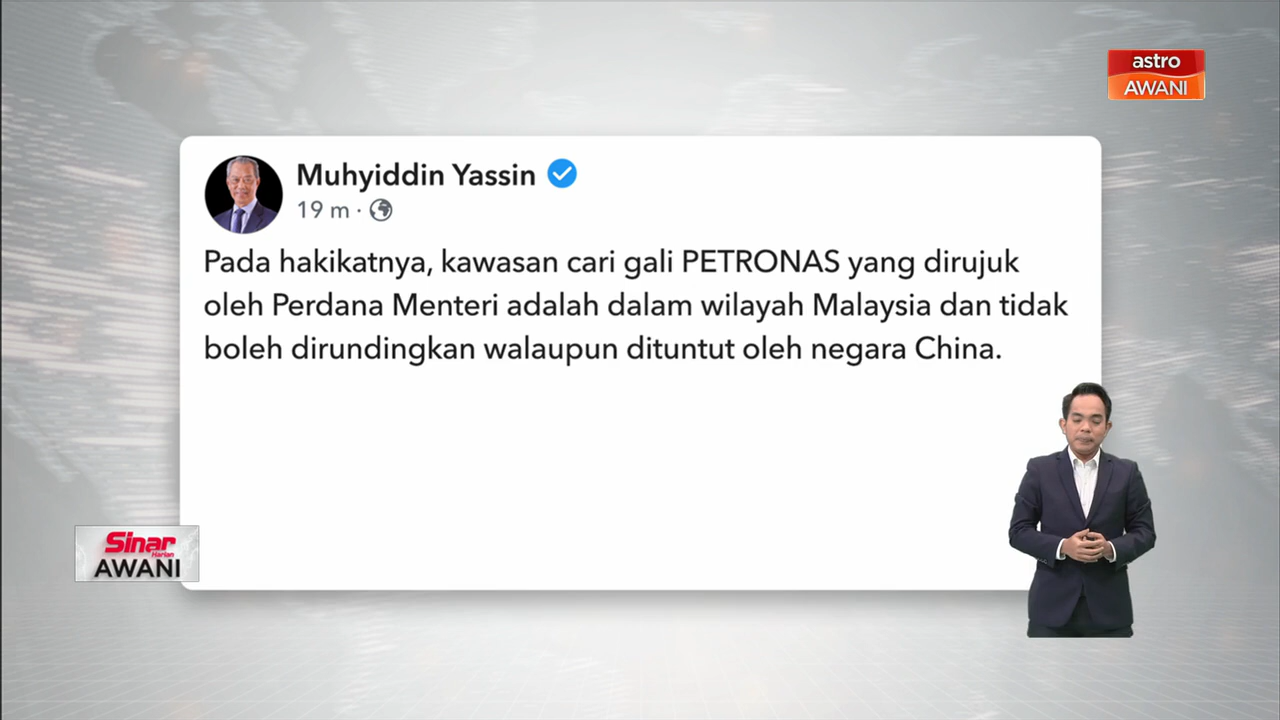 astro
AWANI
Muhyiddin Yassin
19 m ·
Pada hakikatnya, kawasan cari gali PETRONAS yang dirujuk
oleh Perdana Menteri adalah dalam wilayah Malaysia dan tidak
boleh dirundingkan walaupun dituntut oleh negara China.
Sinar
Harian
AWANI